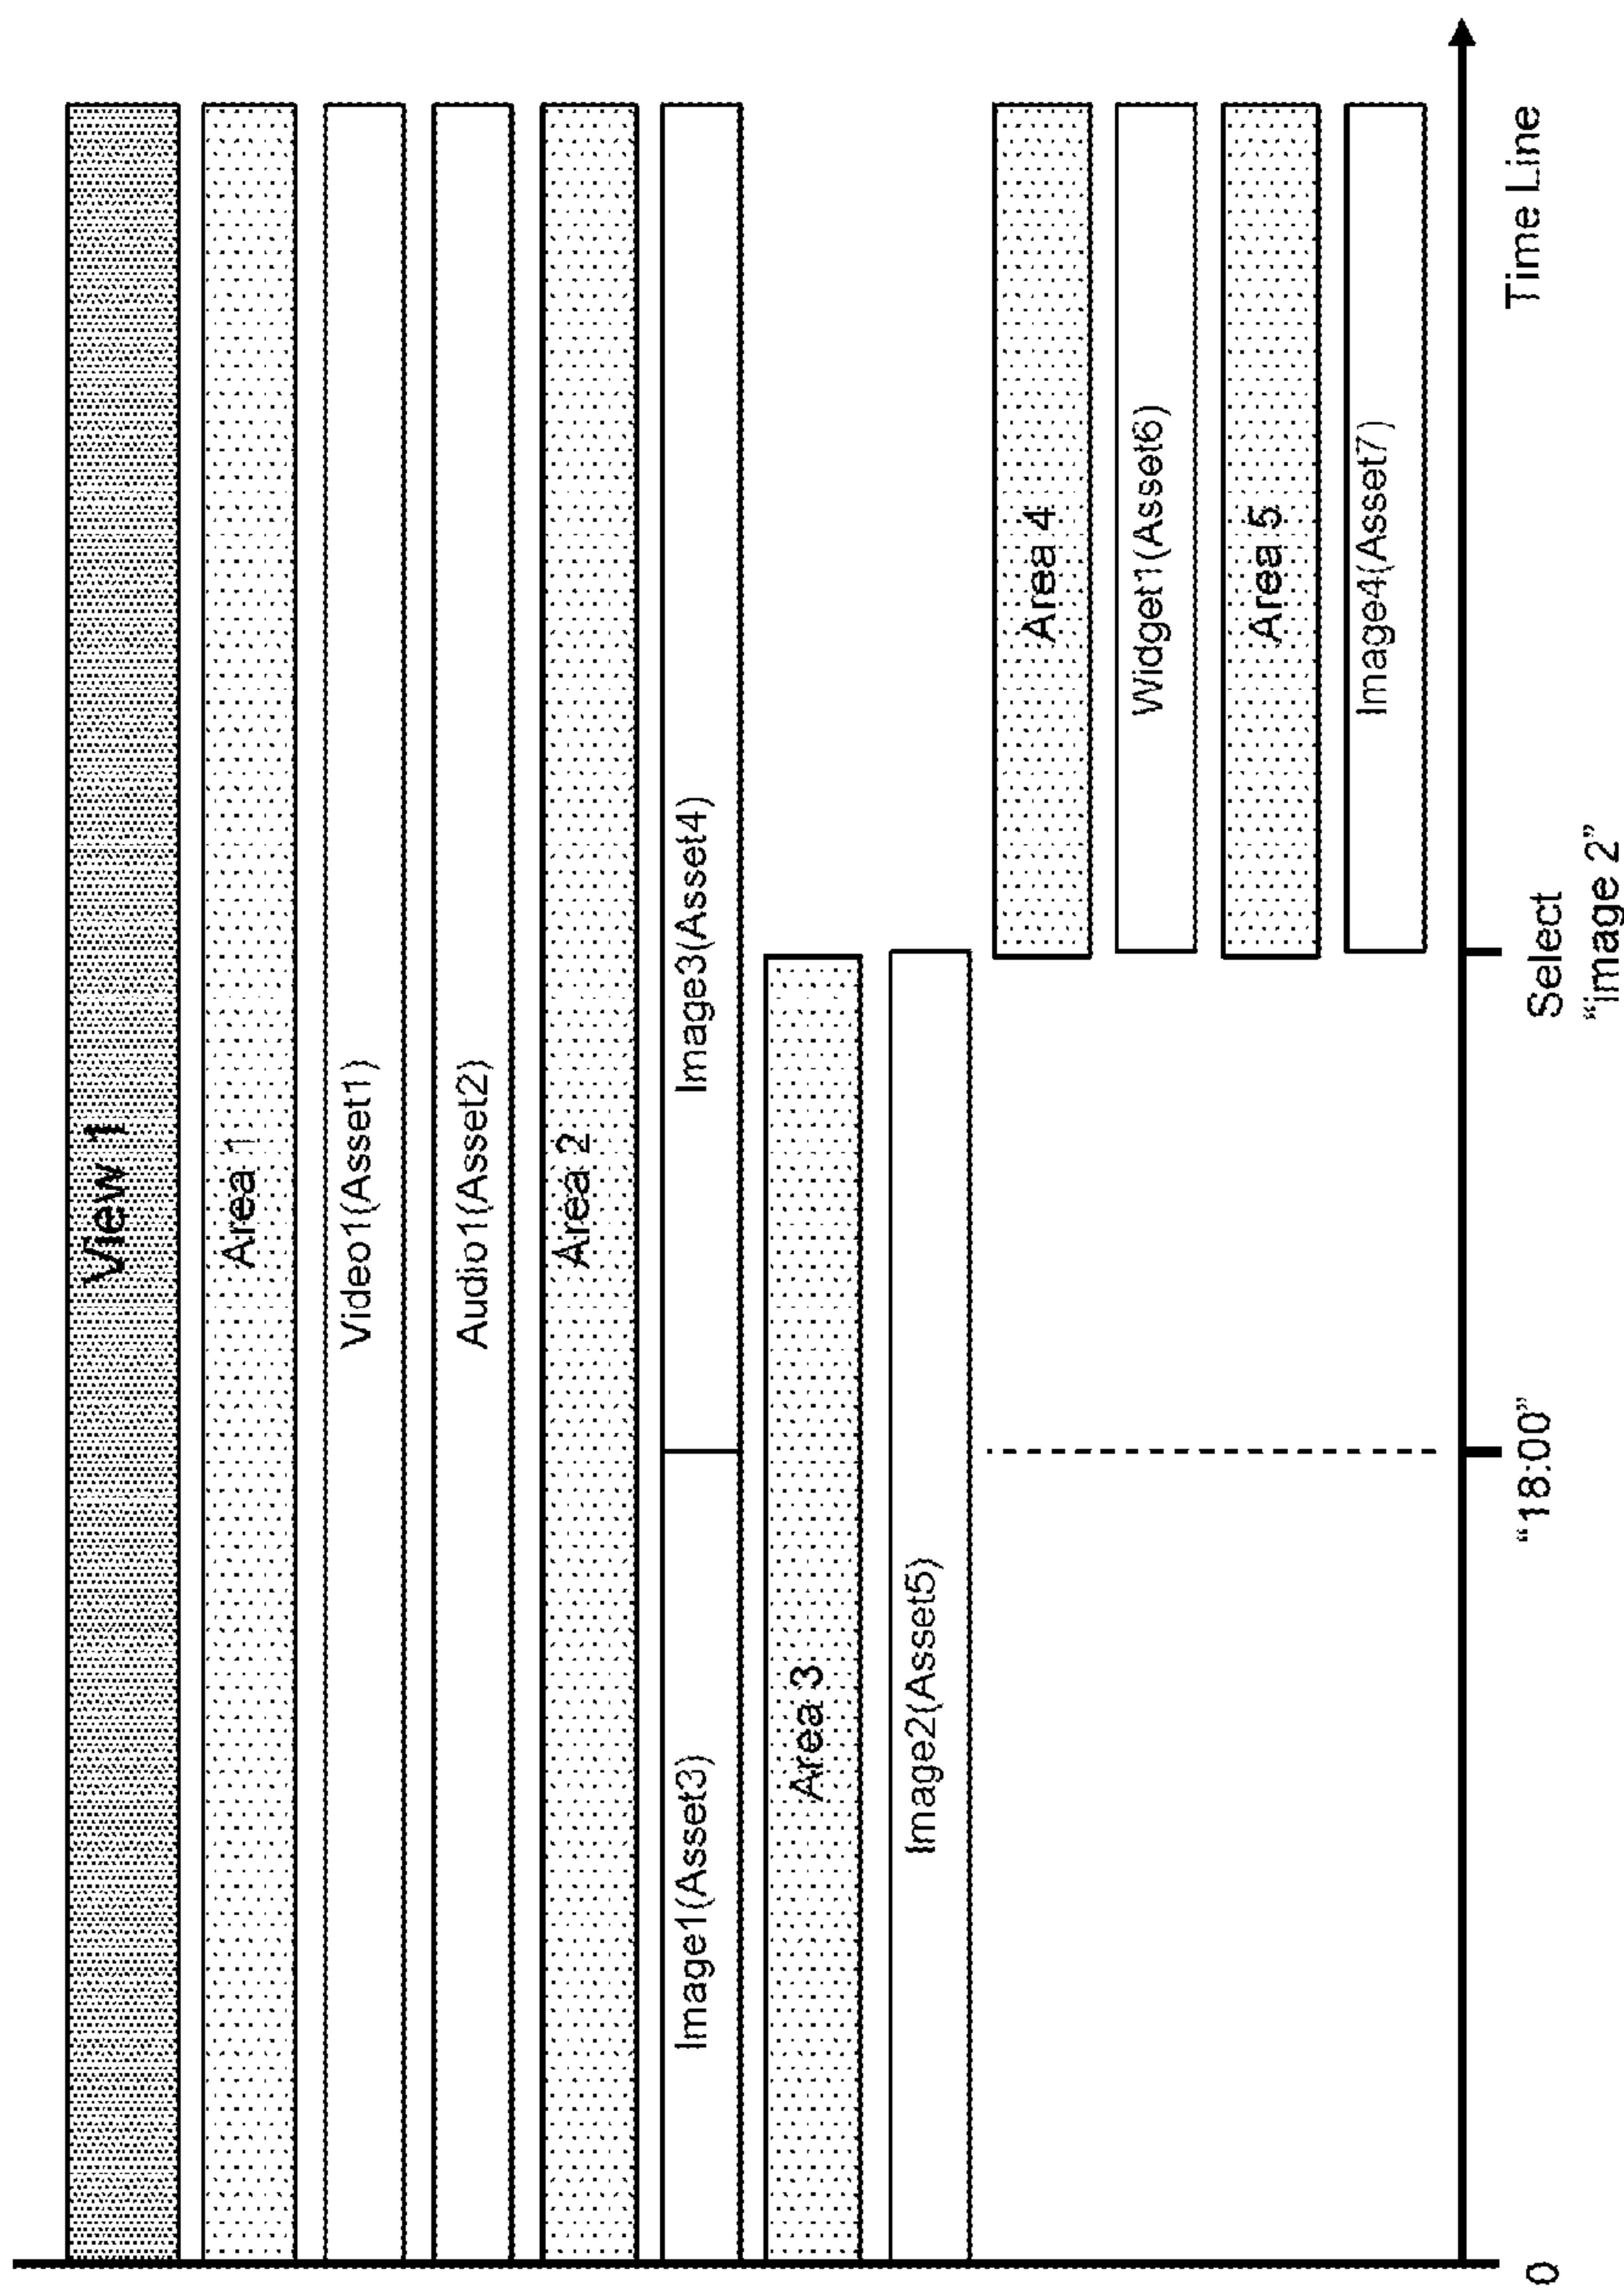 View 1
Area 1
Video1(Asset1)
Audio1(Asset2)
Area 2
Image1(Asset3)
Image3(Asset4)
Area 3
Image2(Asset5)
Area 4
Widget1(Asset6)
Area 5
Image4(Asset7)
0
“18:00”
Select
“image 2”
Time Line